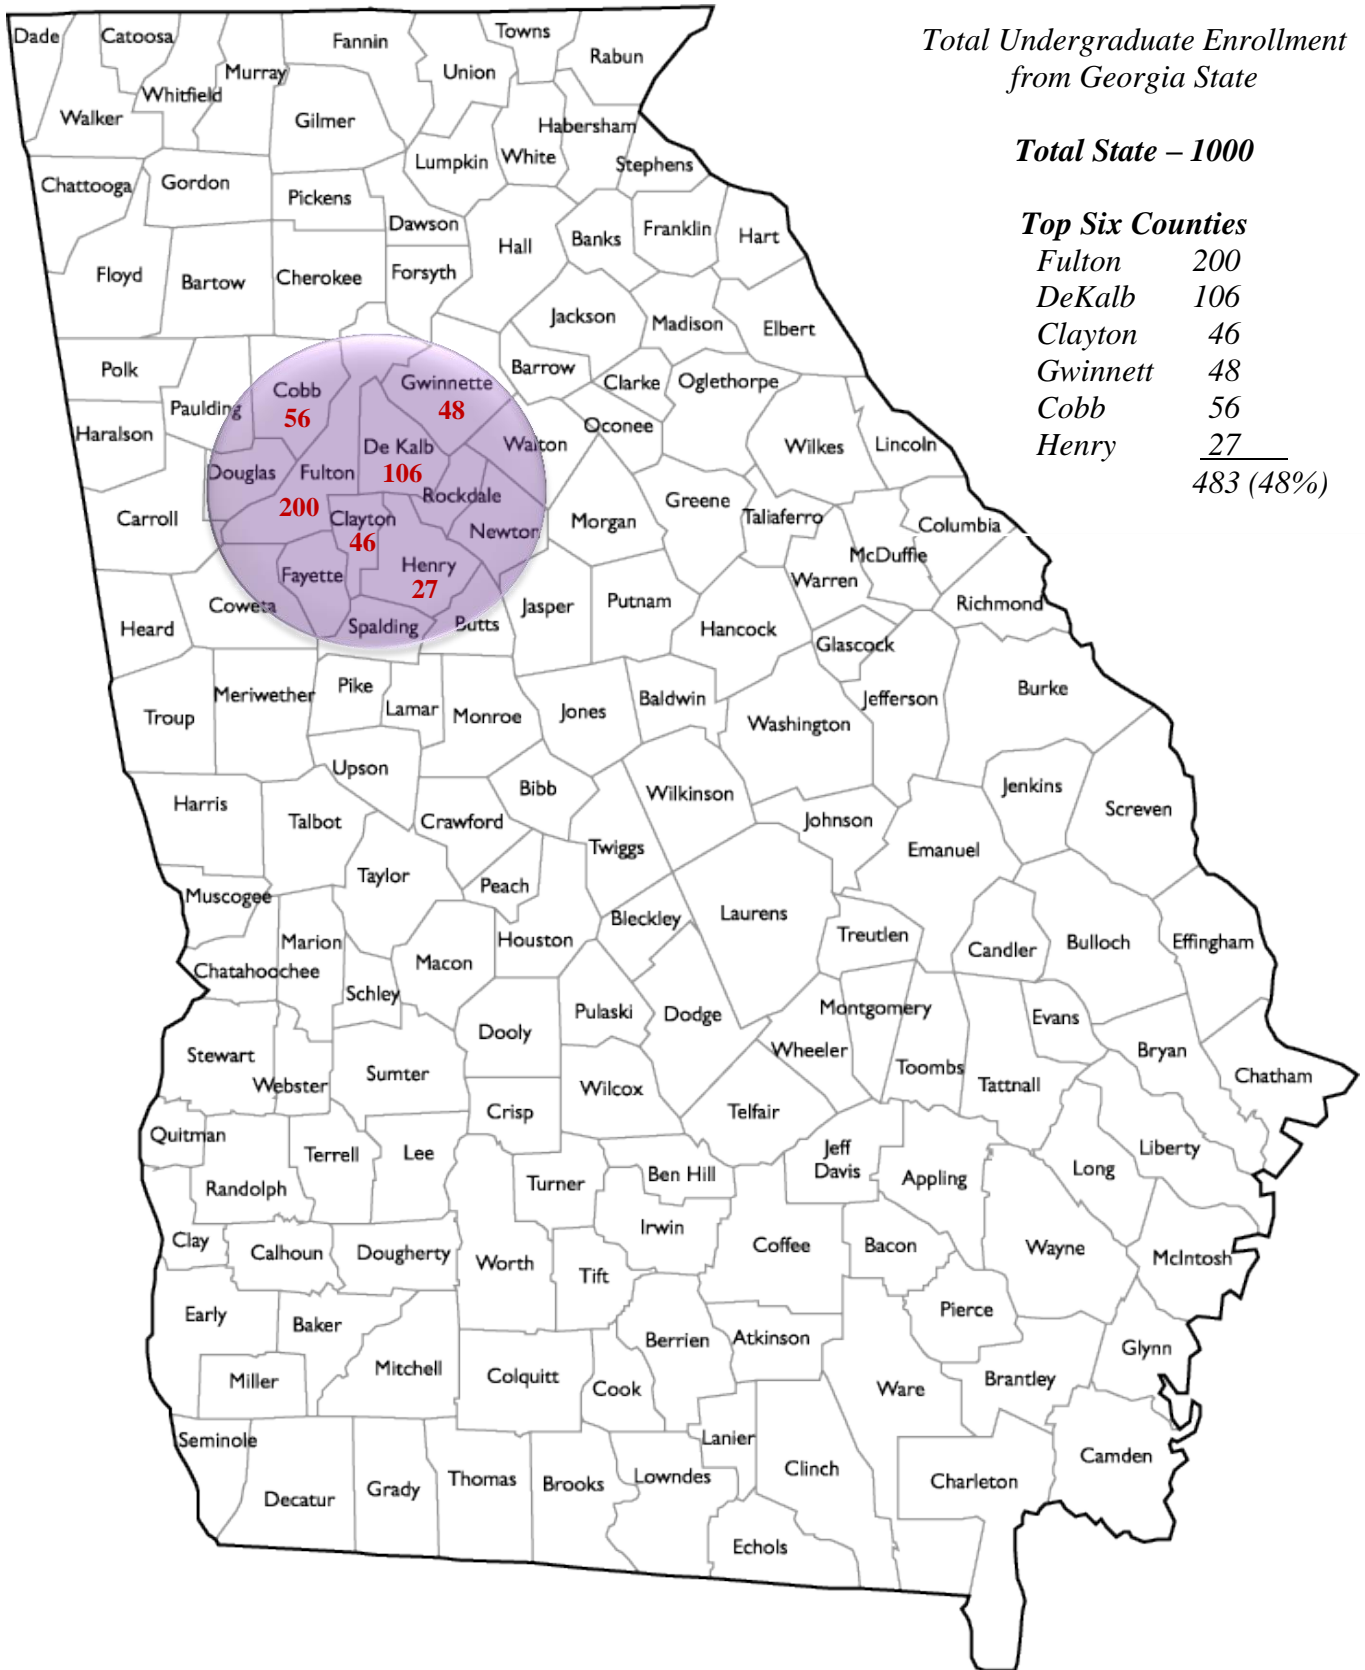 Total Undergraduate Enrollment
from Georgia State
Total State – 1000
Top Six Counties
Fulton 200
DeKalb 106
Clayton 46
Gwinnett 48
Cobb 56
Henry 27
483 (48%)
Dade
Catoosa
Fannin
Towns
Rabun
Murray
Union
Whitfield
Walker
Gilmer
Habersham
Lumpkin
White
Stephens
Chattooga
Gordon
Pickens
Dawson
Franklin
Hart
Banks
Hall
Floyd
Bartow
Cherokee
Forsyth
Jackson
Madison
Elbert
Polk
Barrow
Clarke
Oglethorpe
Cobb
56
Gwinnette
48
Paulding
Haralson
Oconee
Walton
Wilkes
Lincoln
De Kalb
106
Douglas
Fulton
200
Rockdale
Greene
Carroll
Clayton
46
Newton
Morgan
Taliaferro
Columbia
McDuffie
Warren
Fayette
Henry
27
Coweta
Heard
Spalding
Butts
Jasper
Putnam
Hancock
Richmond
Glascock
Jefferson
Burke
Troup
Meriwether
Pike
Lamar
Monroe
Jones
Baldwin
Washington
Upson
Bibb
Wilkinson
Jenkins
Screven
Harris
Talbot
Crawford
Twiggs
Johnson
Emanuel
Taylor
Peach
Muscogee
Laurens
Bleckley
Treutlen
Candler
Bulloch
Effingham
Marion
Houston
Macon
Chatahoochee
Schley
Pulaski
Dodge
Montgomery
Evans
Dooly
Stewart
Webster
Sumter
Wilcox
Wheeler
Toombs
Tattnall
Bryan
Chatham
Crisp
Telfair
Quitman
Terrell
Lee
Jeff
Davis
Liberty
Long
Randolph
Turner
Ben Hill
Appling
Irwin
Clay
Calhoun
Dougherty
Worth
Tift
Coffee
Bacon
Wayne
McIntosh
Early
Baker
Pierce
Berrien
Atkinson
Glynn
Miller
Mitchell
Colquitt
Cook
Ware
Brantley
Seminole
Lanier
Camden
Decatur
Grady
Thomas
Brooks
Lowndes
Clinch
Charleton
Echols